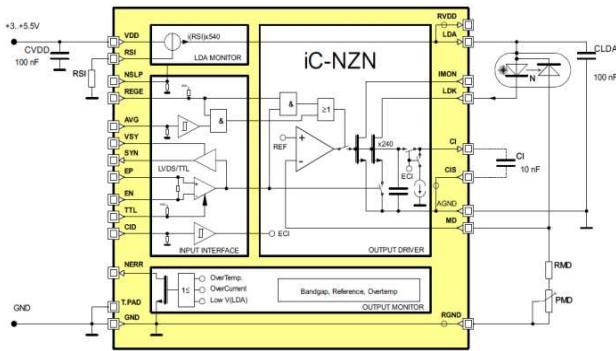 +3..+5.5V
CVDD
100 nF
RSI
VDD
RSI
NSLP
REGE
AVG
VSY
SYN
EP
EN
TTL
CID
NERR
T.PAD
GND
GND
i(RSI)x540
LDA MONITOR
iC-NZN
&
&
≥1
REF
+
-
x240
ECI
LVDS/TTL
+
-
ECI
INPUT INTERFACE
OUTPUT DRIVER
1≤
OverTemp.
OverCurrent
Low V(LDA)
Bandgap, Reference, Overtemp
OUTPUT MONITOR
RVDD
LDA
IMON
LDK
CI
CIS
AGND
MD
RGND
N
CLDA
100 nF
CI
10 nF
RMD
PMD